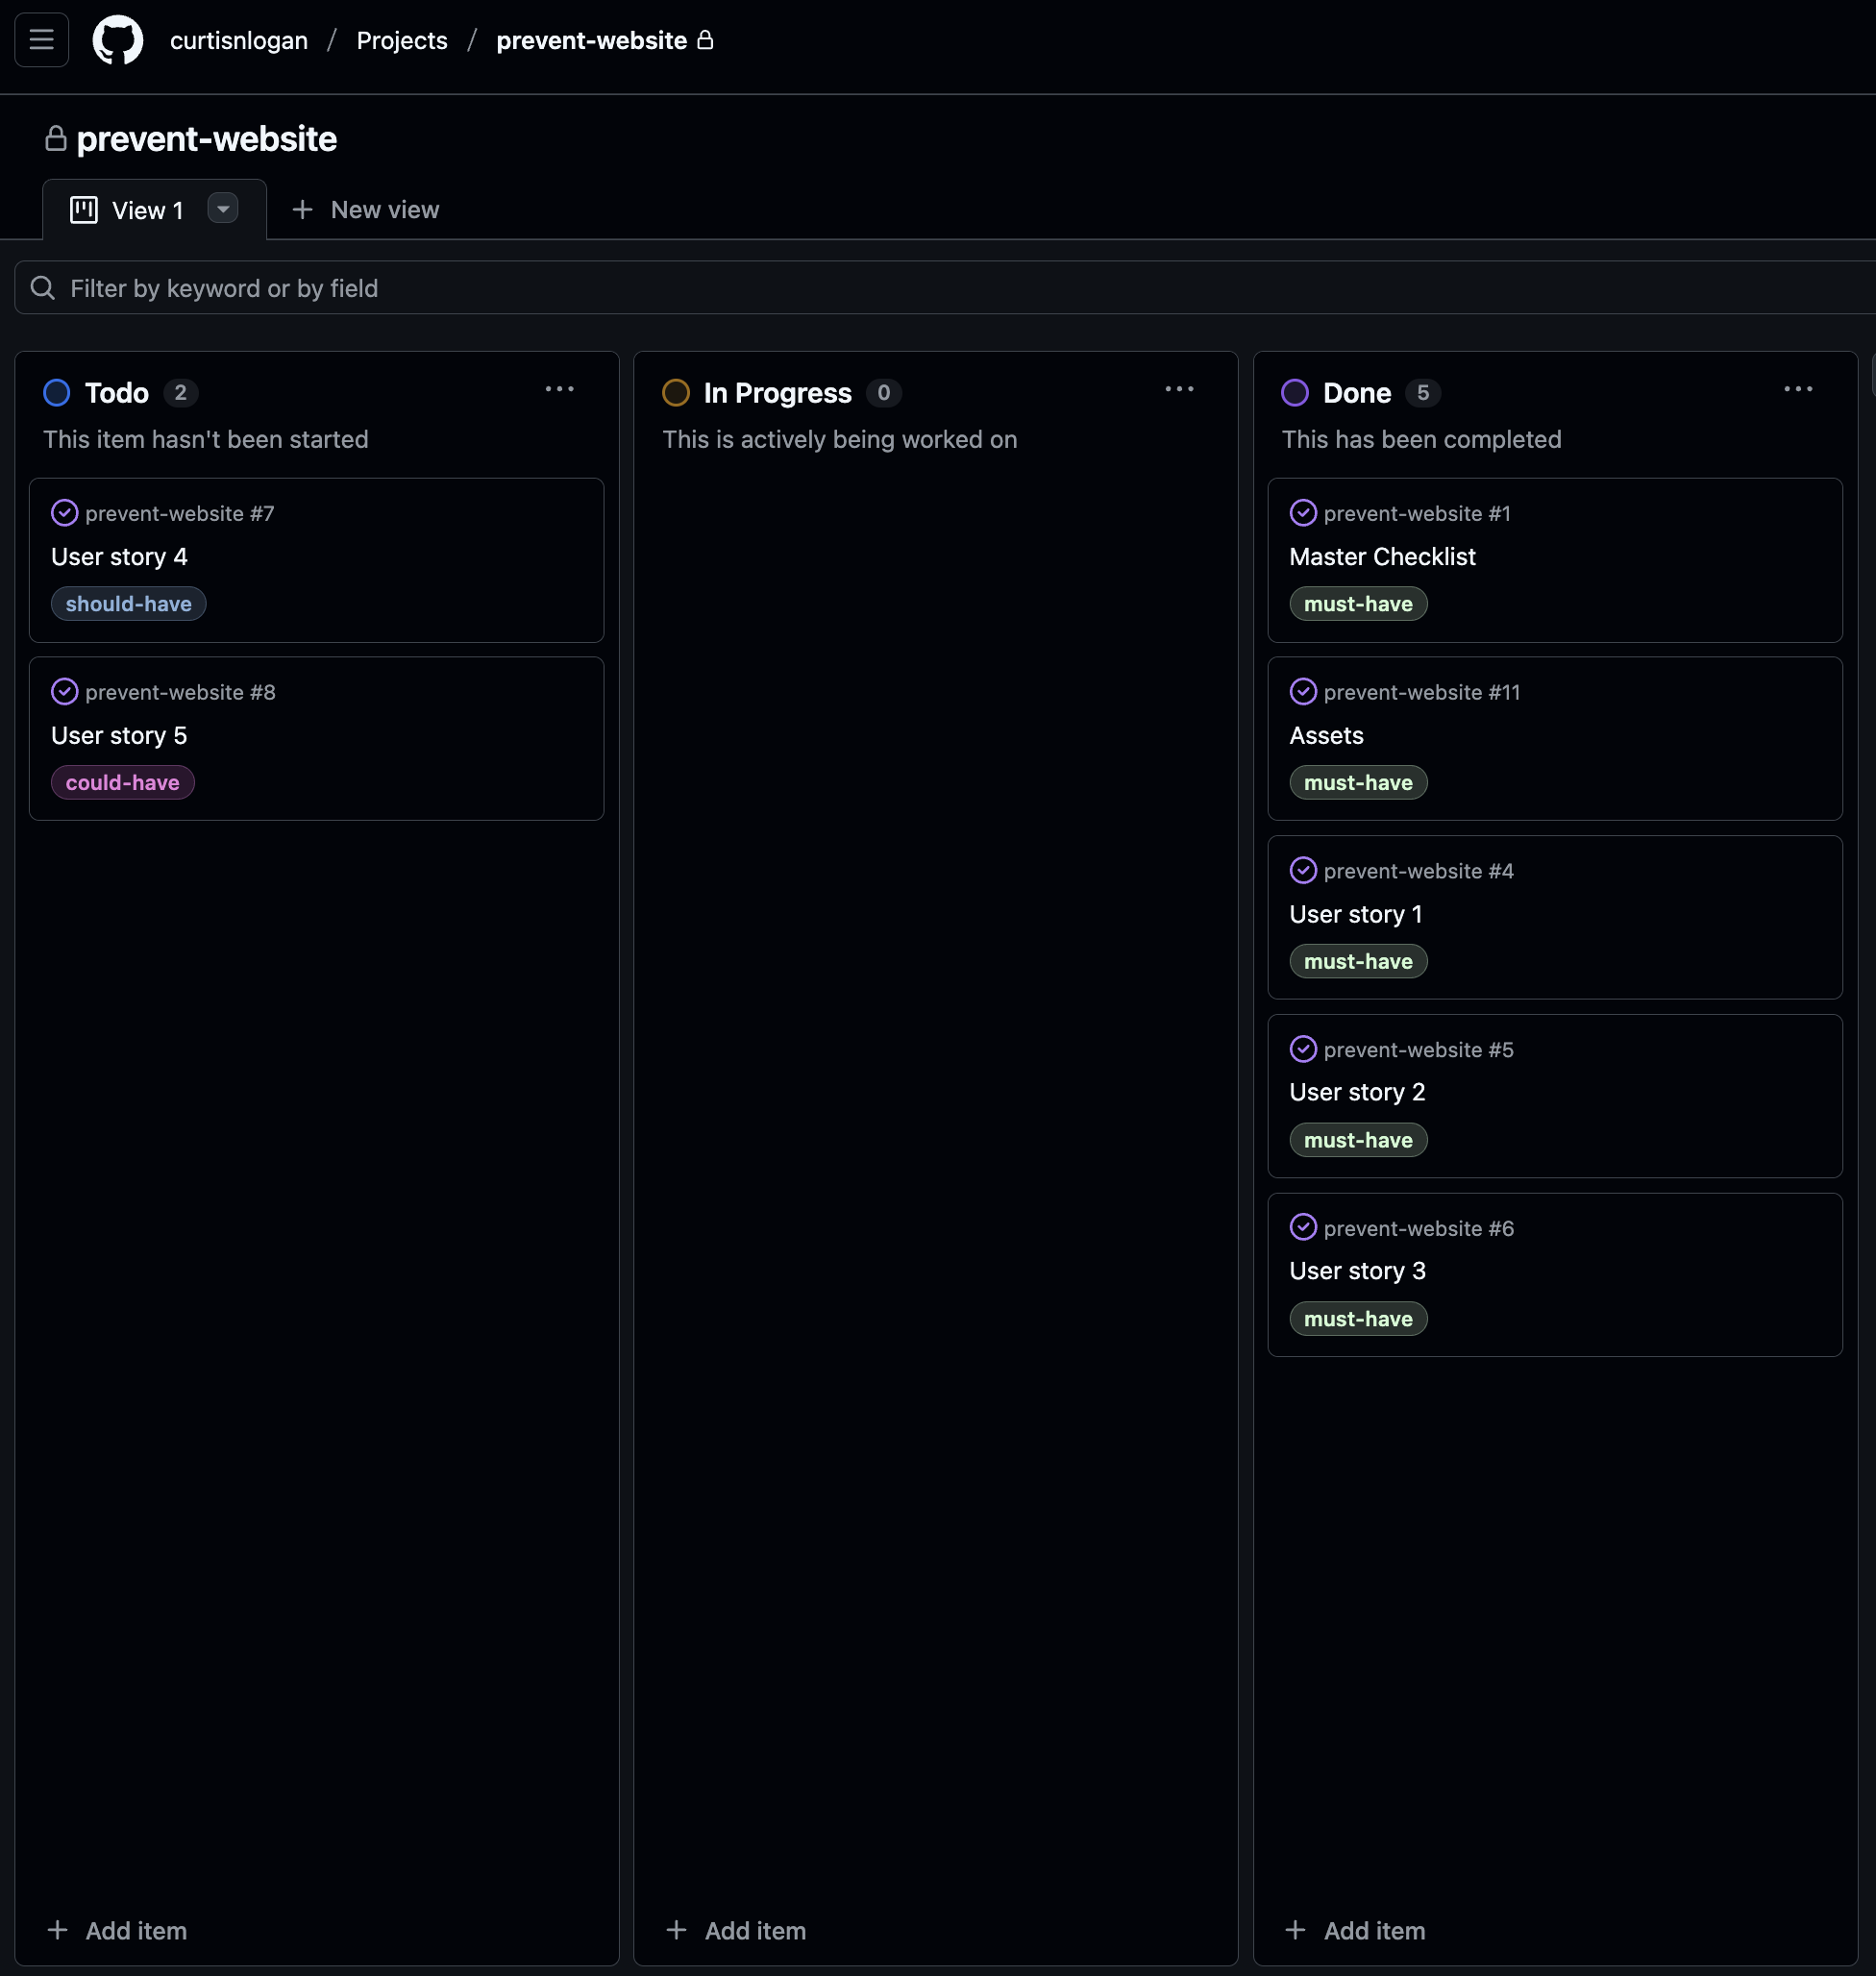 curtisnlogan / Projects / prevent-website
prevent-website
View 1
New view
Filter by keyword or by field
Todo 2
This item hasn't been started
prevent-website #7
User story 4
should-have
prevent-website #8
User story 5
could-have
Add item
In Progress 0
This is actively being worked on
Add item
Done 5
This has been completed
prevent-website #1
Master Checklist
must-have
prevent-website #11
Assets
must-have
prevent-website #4
User story 1
must-have
prevent-website #5
User story 2
must-have
prevent-website #6
User story 3
must-have
Add item